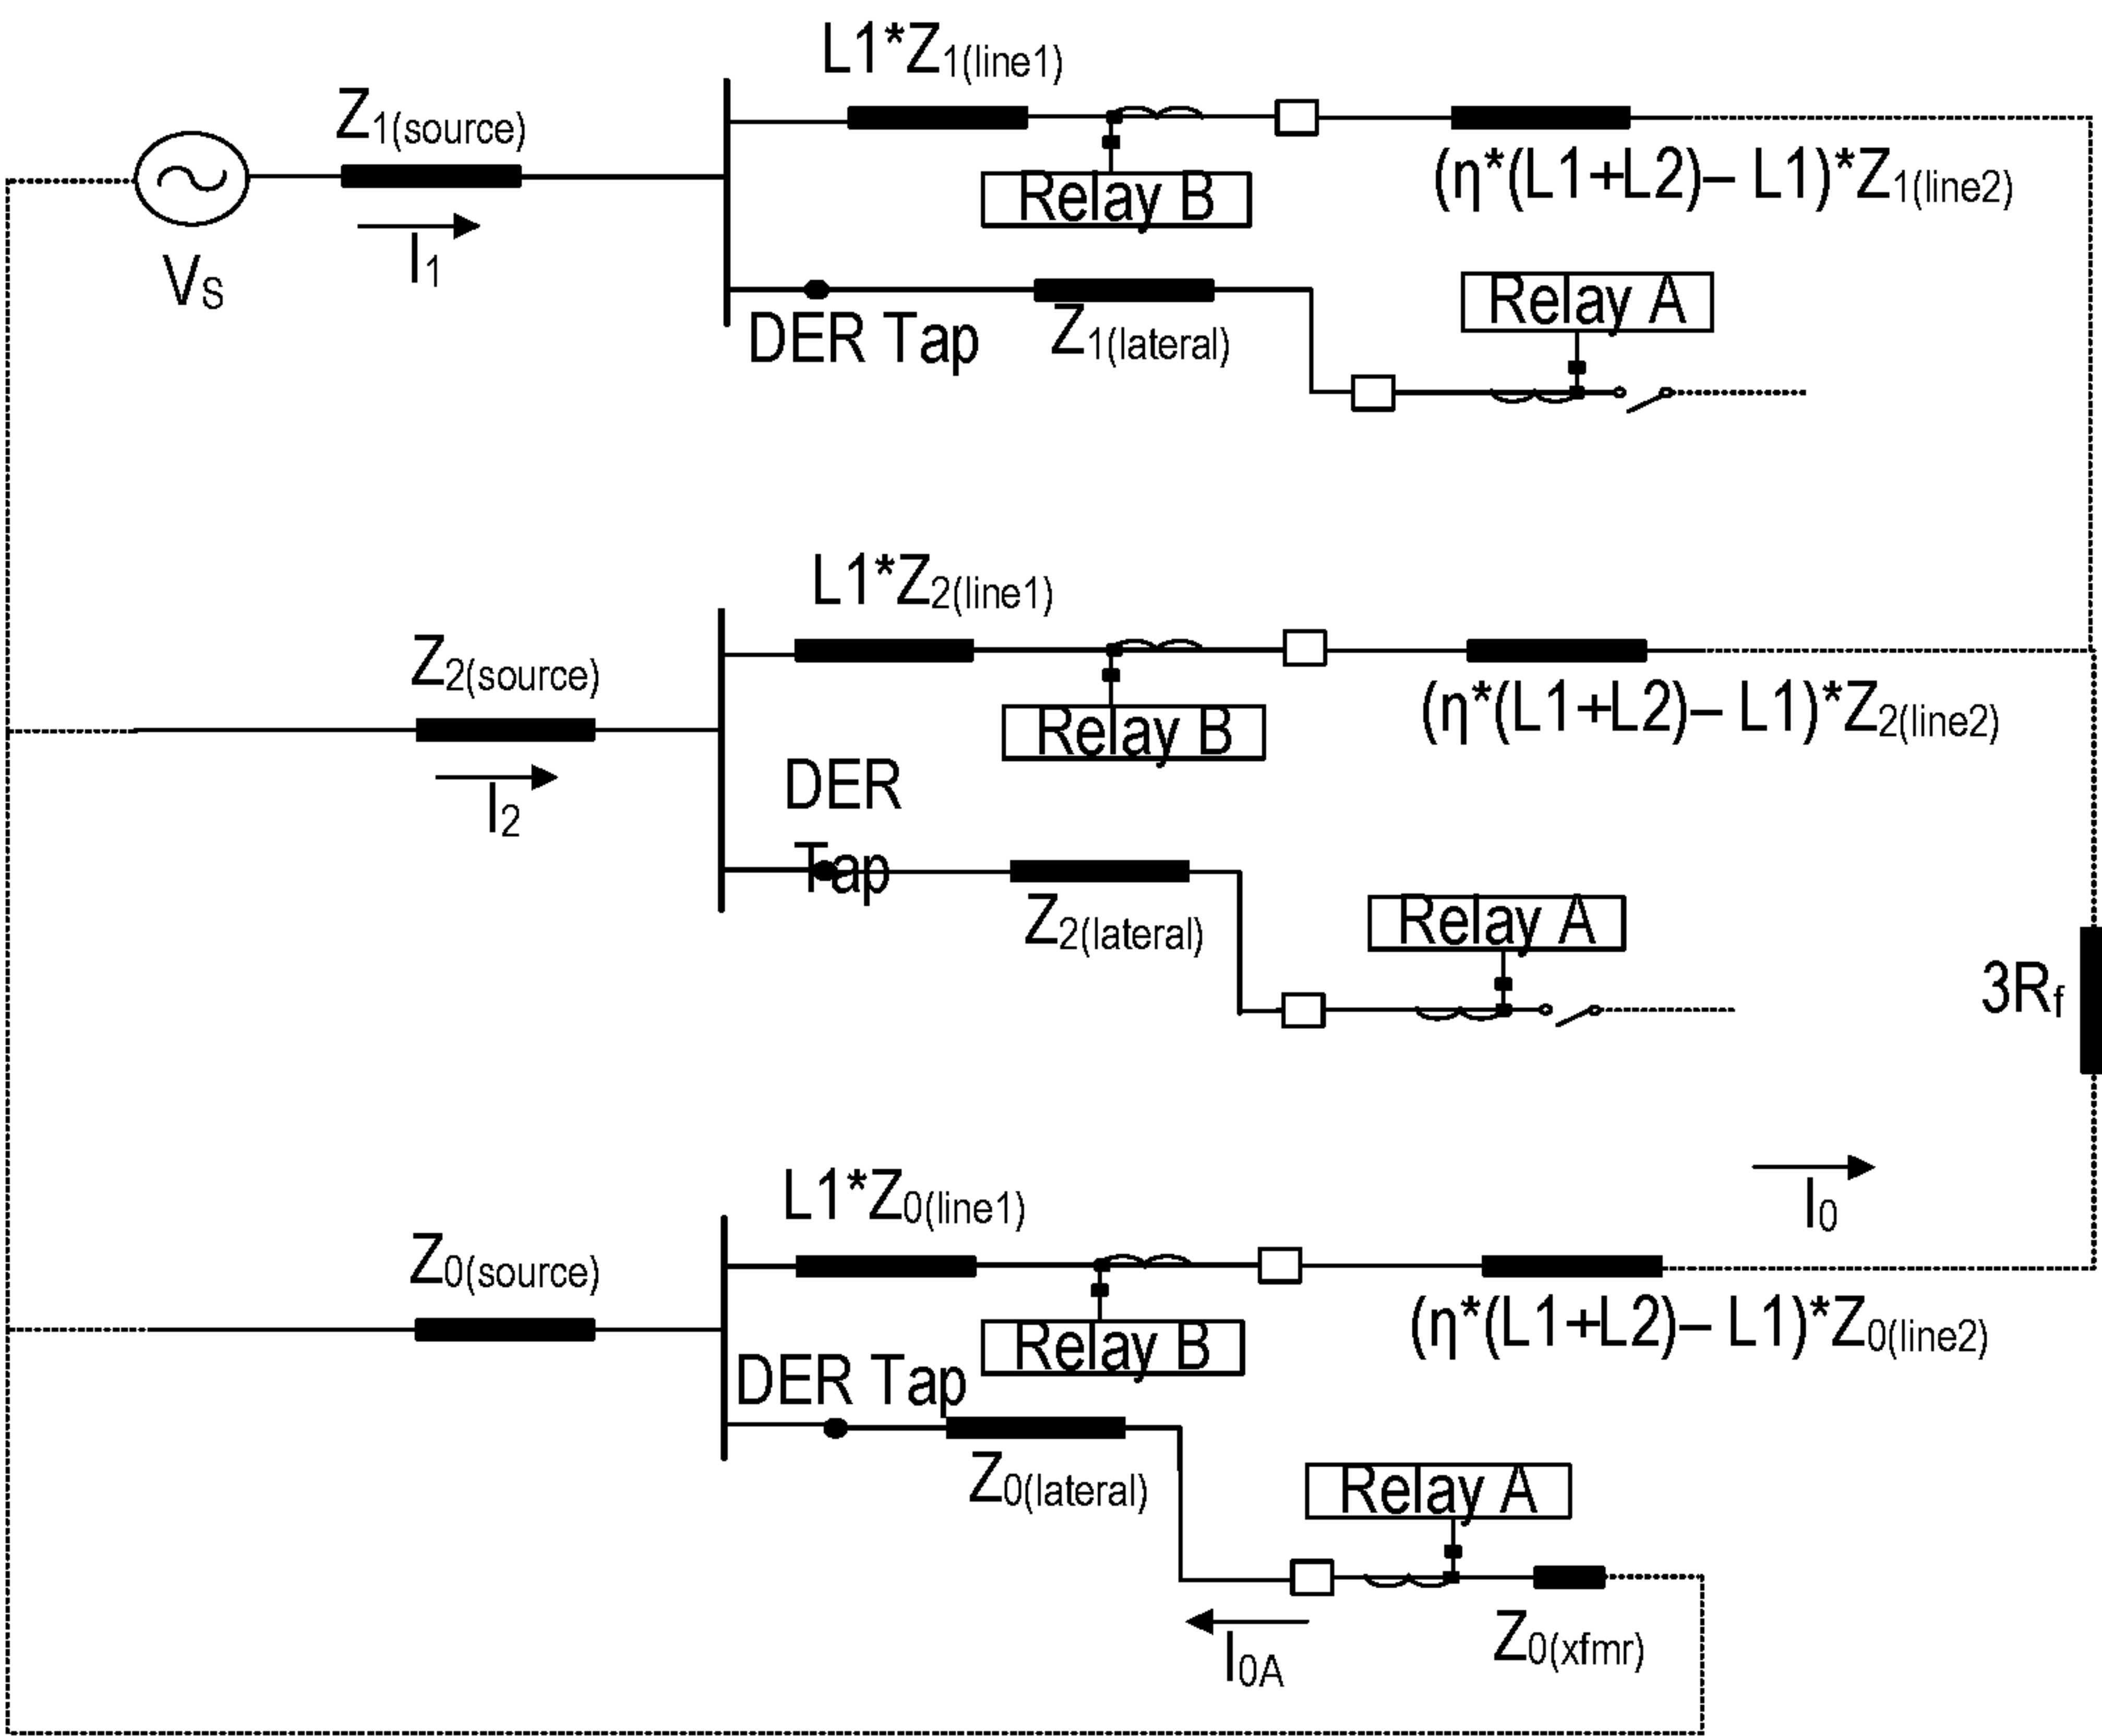 L1*Z1(line1)
Z1(source)
Relay B
(η*(L1+L2)– L1)*Z1(line2)
I1
VS
DER Tap
Z1(lateral)
Relay A
L1*Z2(line1)
Z2(source)
Relay B
(η*(L1+L2)– L1)*Z2(line2)
I2
DER
Tap
Z2(lateral)
Relay A
3Rf
L1*Z0(line1)
I0
Z0(source)
Relay B
(η*(L1+L2)– L1)*Z0(line2)
DER Tap
Z0(lateral)
Relay A
I0A
Z0(xfmr)